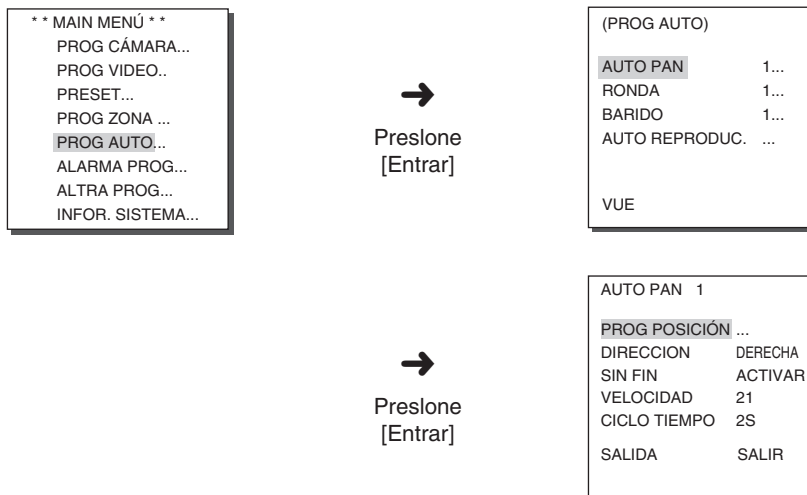 * * MAIN MENÚ * *
PROG CÁMARA...
PROG VIDEO..
PRESET...
PROG ZONA ...
PROG AUTO...
ALARMA PROG...
ALTRA PROG...
INFOR. SISTEMA...
➜
Preslone
[Entrar]
(PROG AUTO)
AUTO PAN 1...
RONDA 1...
BARIDO 1...
AUTO REPRODUC. ...
VUE
➜
Preslone
[Entrar]
AUTO PAN 1
PROG POSICIÓN ...
DIRECCION DERECHA
SIN FIN ACTIVAR
VELOCIDAD 21
CICLO TIEMPO 2S
SALIDA SALIR